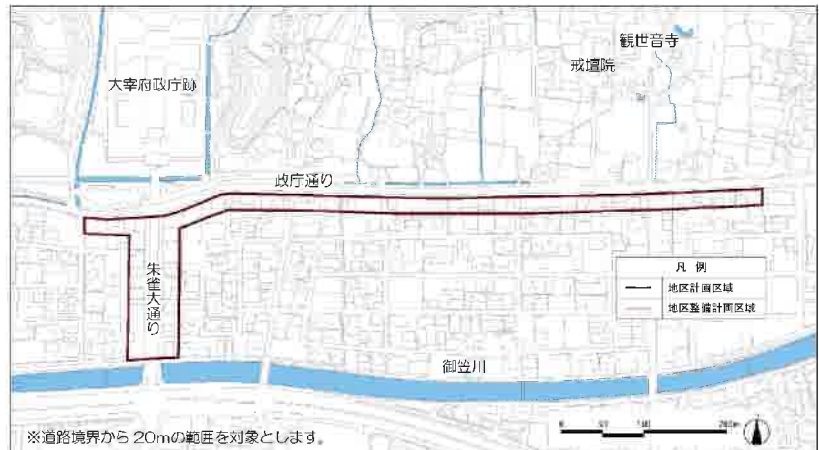 観世音寺
戒壇院
大宰府政庁跡
政庁通り
朱雀大通り
凡 例
地区計画区域
地区整備計画区域
御笠川
※道路境界から20mの範囲を対象とします。
0